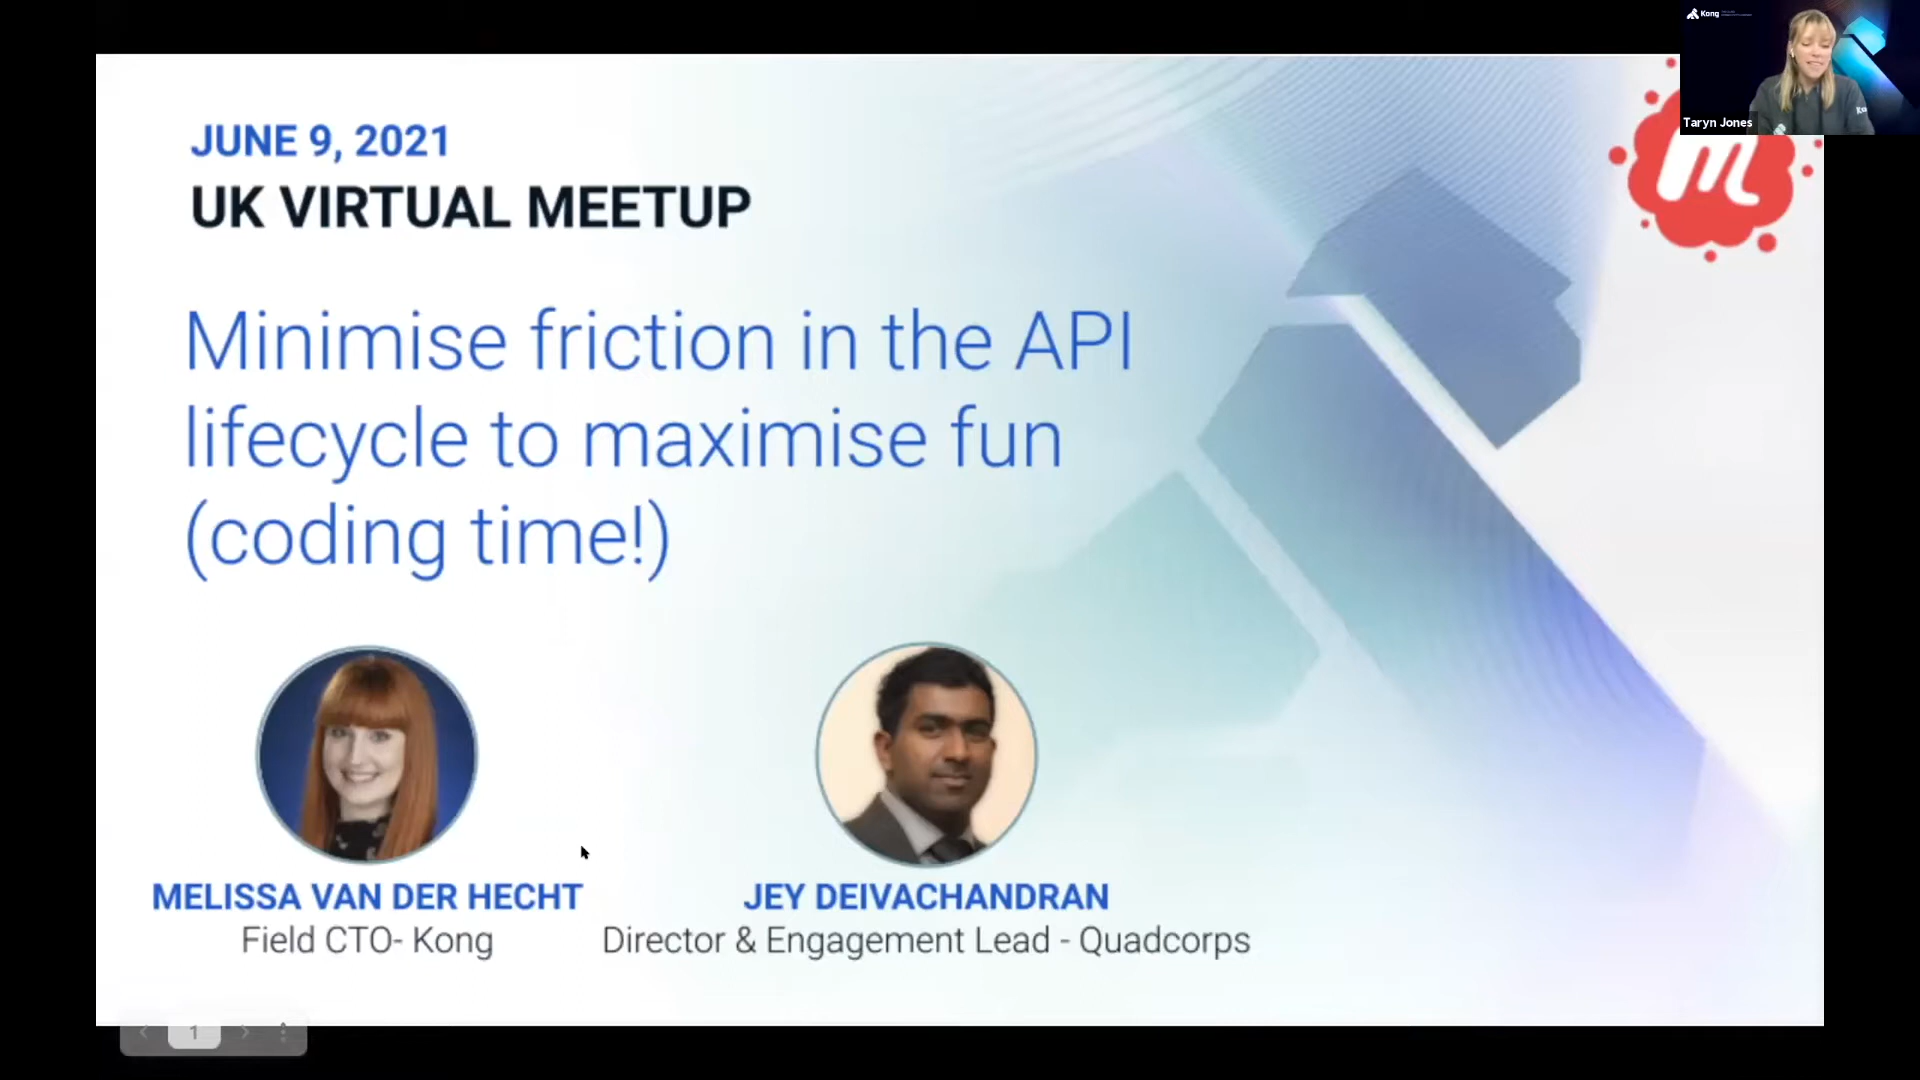 Kong
Taryn Jones
JUNE 9, 2021
UK VIRTUAL MEETUP
m
Minimise friction in the API
lifecycle to maximise fun
(coding time!)
MELISSA VAN DER HECHT
Field CTO- Kong
JEY DEIVACHANDRAN
Director & Engagement Lead - Quadcorps
1